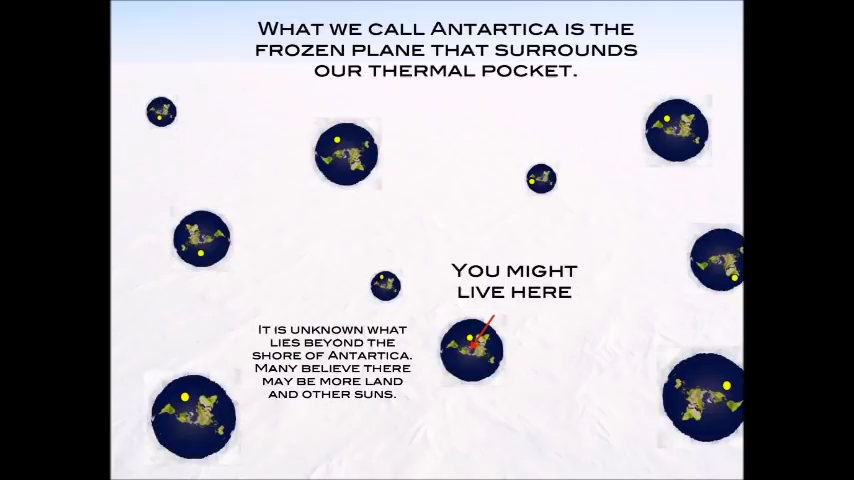 What we call Antartica is the
frozen plane that surrounds
our thermal pocket.
You might
live here
It is unknown what
lies beyond the
shore of Antartica.
Many believe there
may be more land
and other suns.